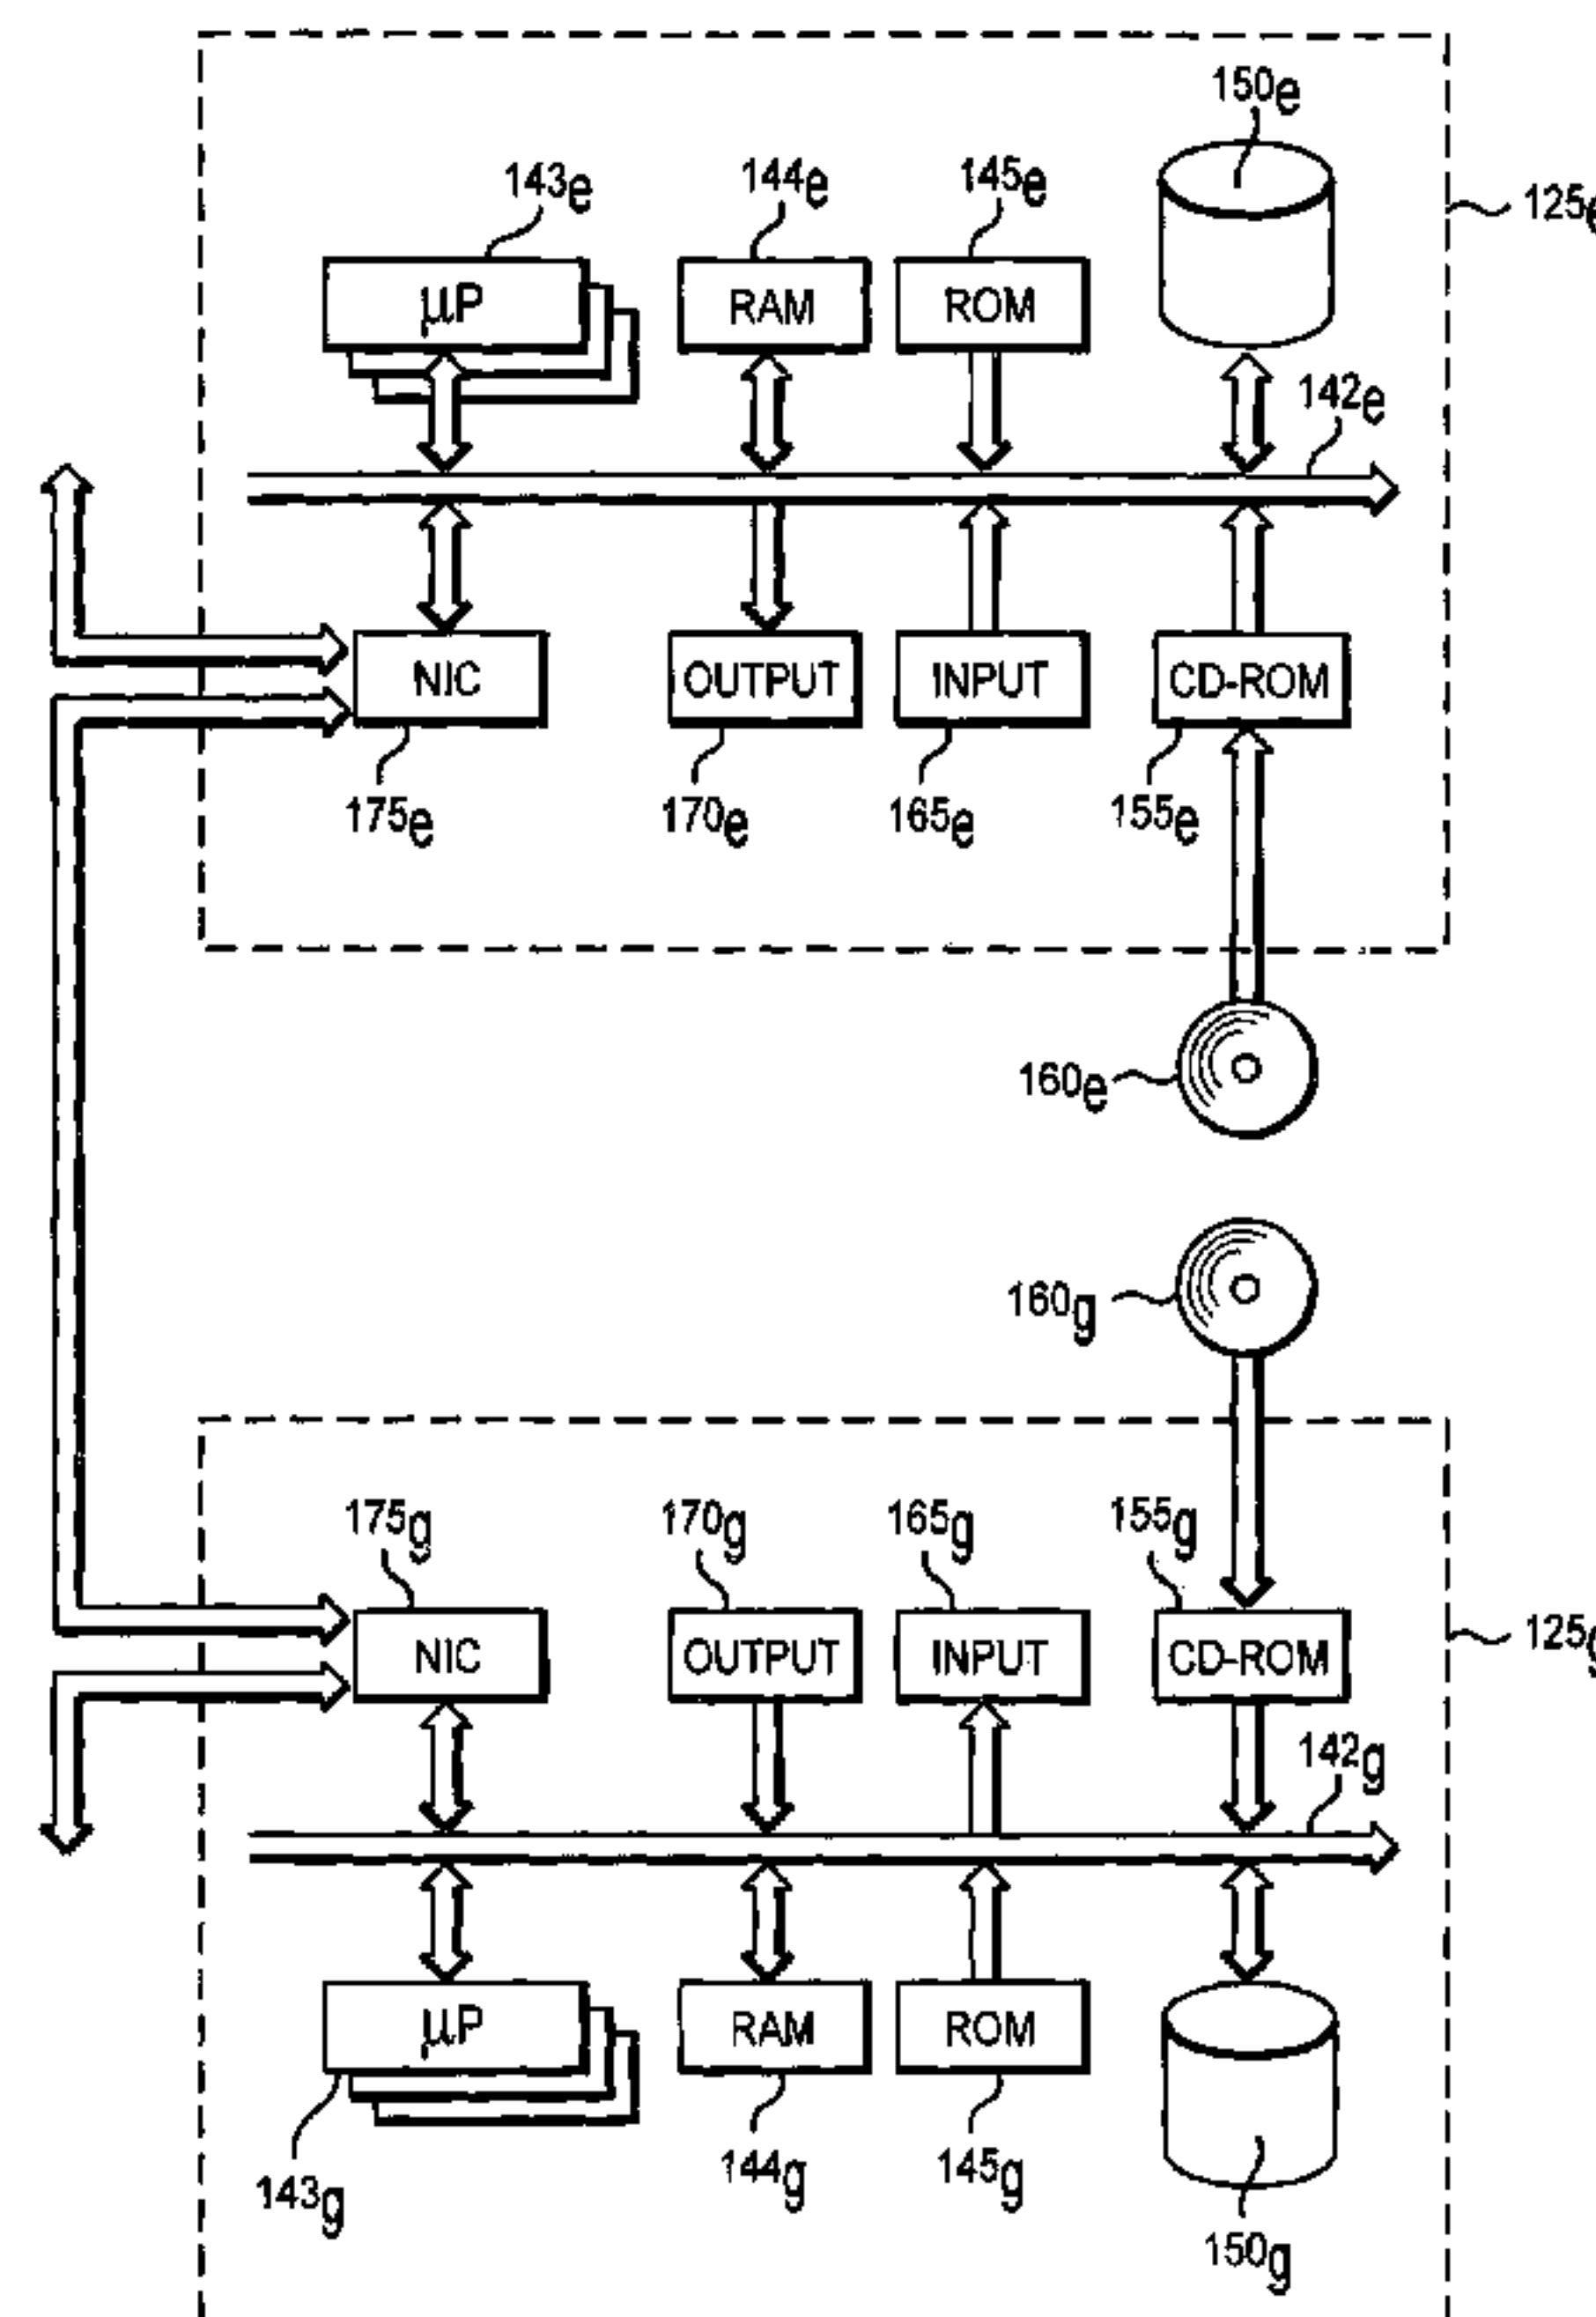 150e
143e 144e 145e
125e
μP RAM ROM
142e
NIC OUTPUT INPUT CD-ROM
175e 170e 165e 155e
160e
160g
175g 170g 165g 155g
NIC OUTPUT INPUT CD-ROM
125g
142g
μP RAM ROM
143g 144g 145g
150g